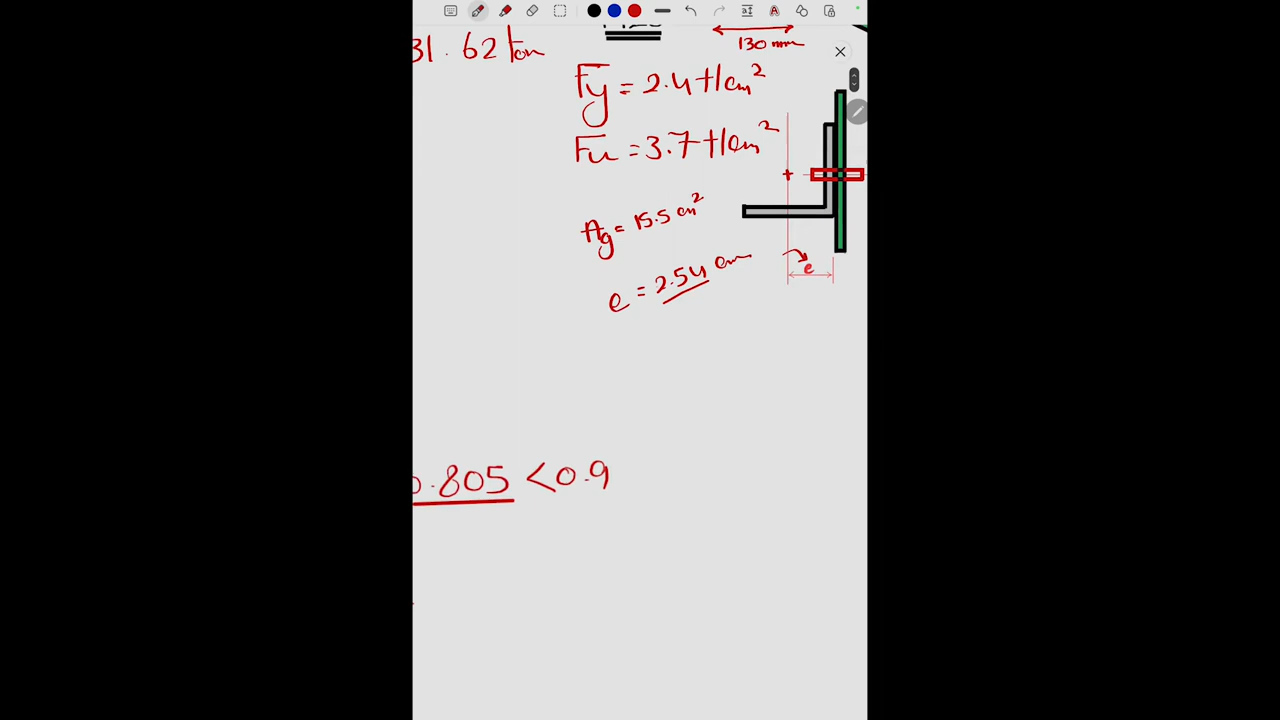 31.62 ton
130 mm
Fy = 2.4 t/cm²
Fu = 3.7 t/cm²
Ag = 15.5 cm²
e = 2.54 cm
e
0.805 < 0.9